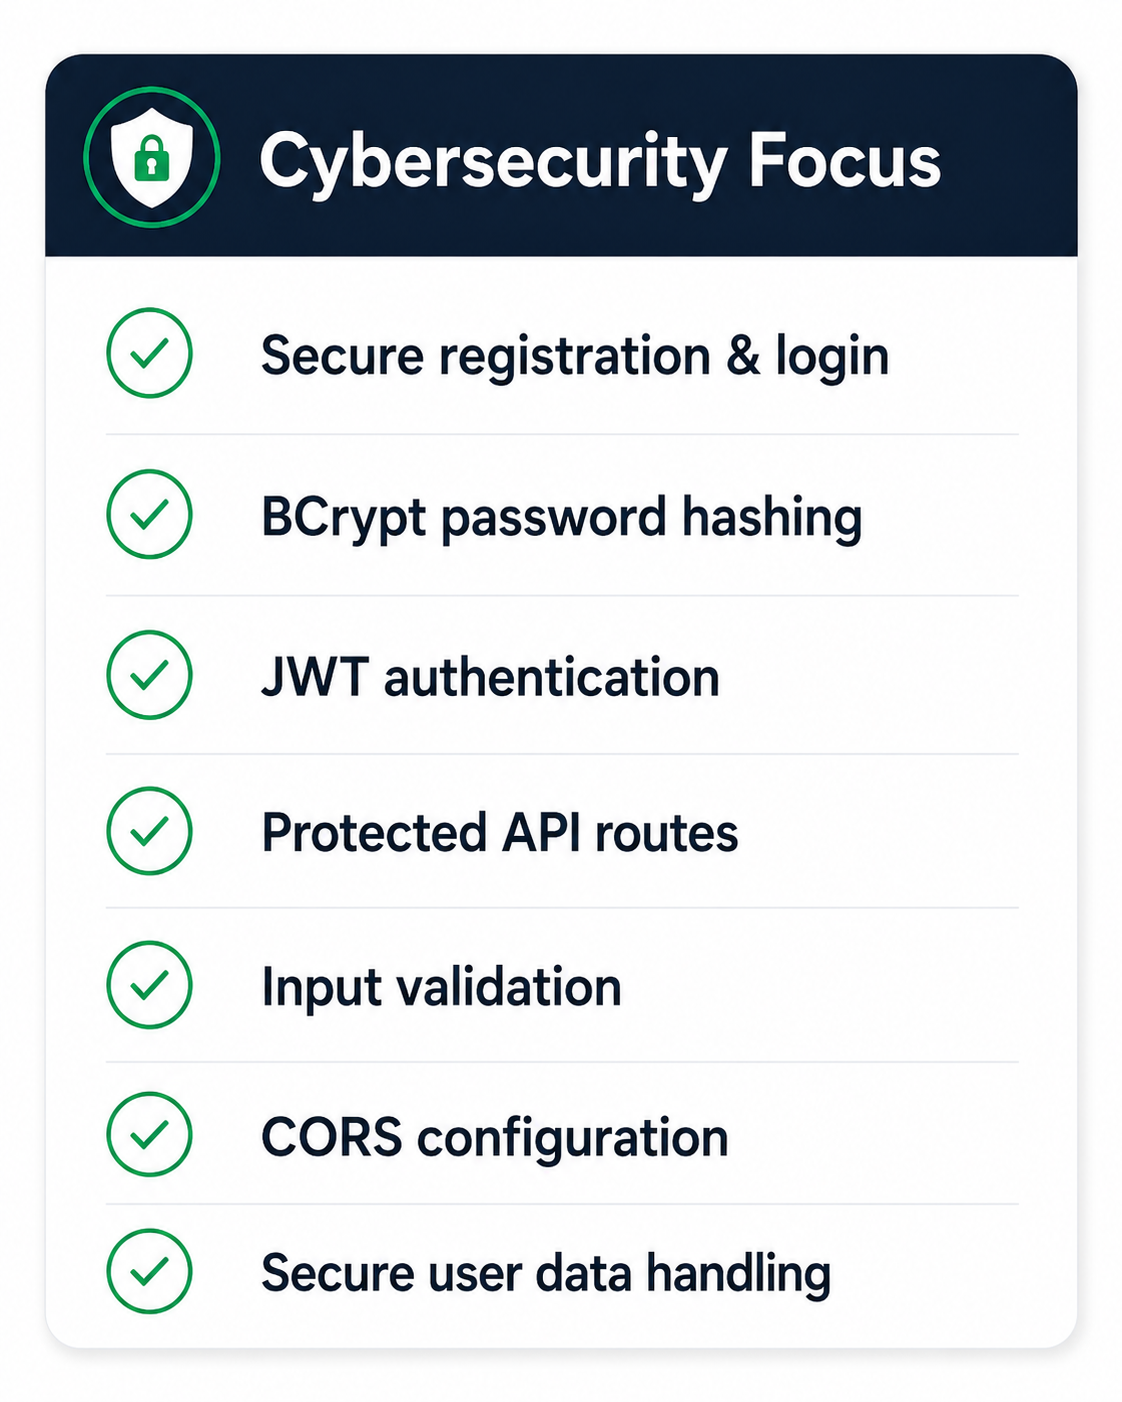 Cybersecurity Focus
Secure registration & login
BCrypt password hashing
JWT authentication
Protected API routes
Input validation
CORS configuration
Secure user data handling